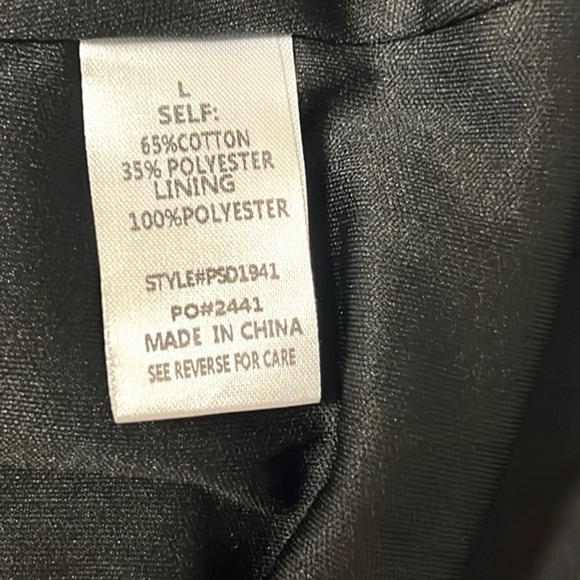 L
SELF:
65%COTTON
35% POLYESTER
LINING
100%POLYESTER
STYLE#PSD1941
PO#2441
MADE IN CHINA
SEE REVERSE FOR CARE